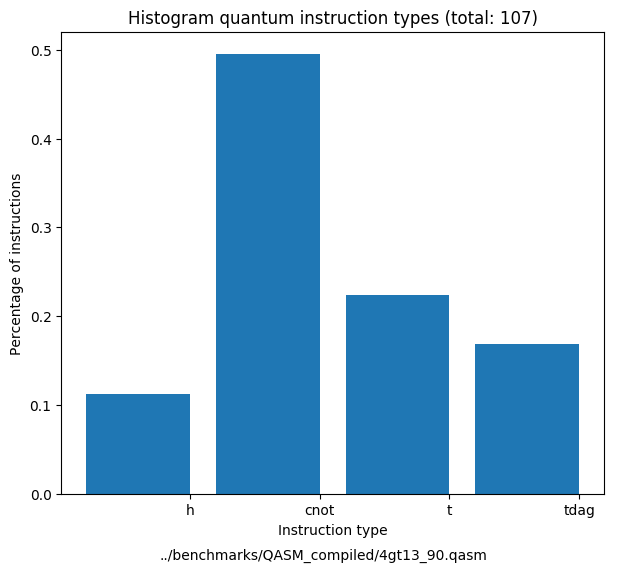 Histogram quantum instruction types (total: 107)
Percentage of instructions
0.5
0.4
0.3
0.2
0.1
0.0
h cnot t tdag
Instruction type
../benchmarks/QASM_compiled/4gt13_90.qasm